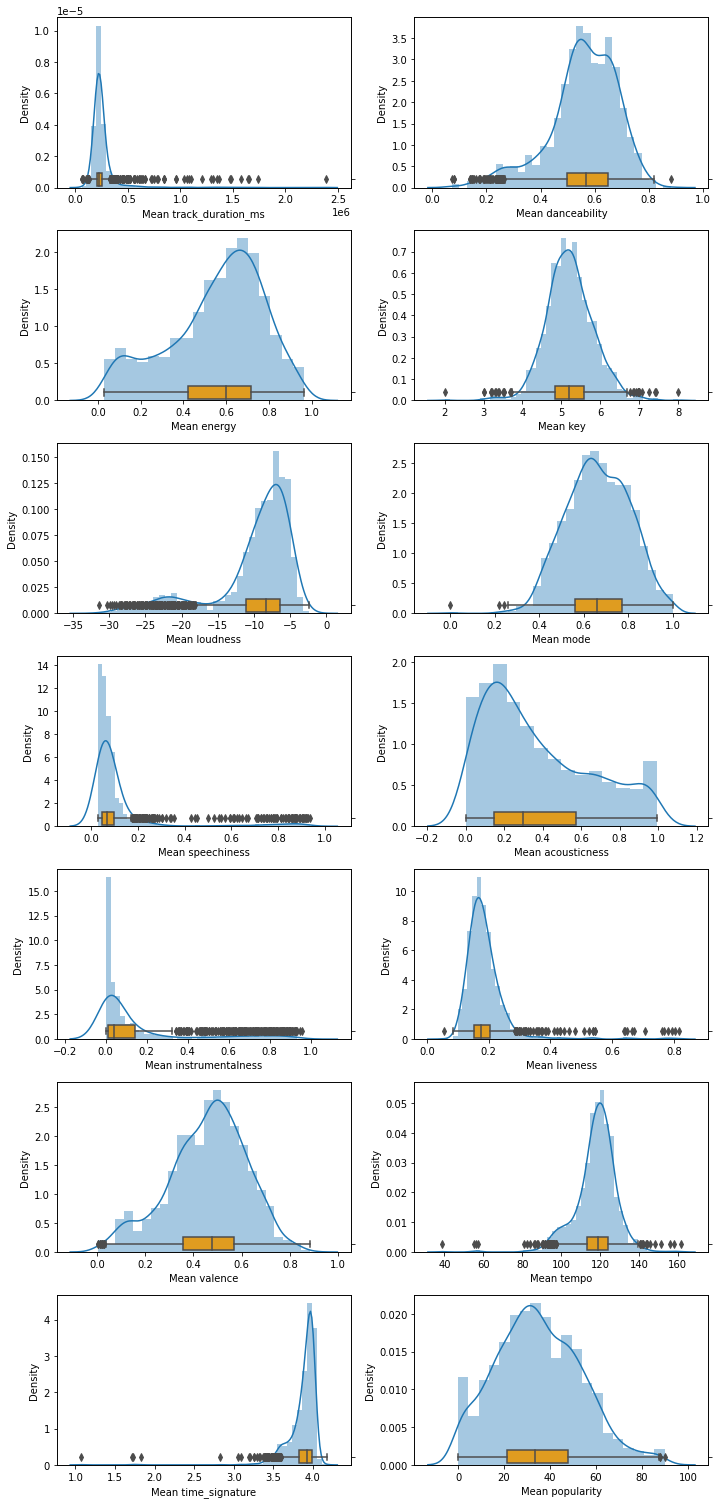 1e−5
1.0
0.8
0.6
0.4
0.2
0.0
Density
0.0 0.5 1.0 1.5 2.0 2.5
1e6
Mean track_duration_ms
3.5
3.0
2.5
2.0
1.5
1.0
0.5
0.0
Density
0.0 0.2 0.4 0.6 0.8 1.0
Mean danceability
2.0
1.5
1.0
0.5
0.0
Density
0.0 0.2 0.4 0.6 0.8 1.0
Mean energy
0.7
0.6
0.5
0.4
0.3
0.2
0.1
0.0
Density
2 3 4 5 6 7 8
Mean key
0.150
0.125
0.100
0.075
0.050
0.025
0.000
Density
−35 −30 −25 −20 −15 −10 −5 0
Mean loudness
2.5
2.0
1.5
1.0
0.5
0.0
Density
0.0 0.2 0.4 0.6 0.8 1.0
Mean mode
14
12
10
8
6
4
2
0
Density
0.0 0.2 0.4 0.6 0.8 1.0
Mean speechiness
2.0
1.5
1.0
0.5
0.0
Density
−0.2 0.0 0.2 0.4 0.6 0.8 1.0 1.2
Mean acousticness
15.0
12.5
10.0
7.5
5.0
2.5
0.0
Density
−0.2 0.0 0.2 0.4 0.6 0.8 1.0
Mean instrumentalness
10
8
6
4
2
0
Density
0.0 0.2 0.4 0.6 0.8
Mean liveness
2.5
2.0
1.5
1.0
0.5
0.0
Density
0.0 0.2 0.4 0.6 0.8 1.0
Mean valence
0.05
0.04
0.03
0.02
0.01
0.00
Density
40 60 80 100 120 140 160
Mean tempo
4
3
2
1
0
Density
1.0 1.5 2.0 2.5 3.0 3.5 4.0
Mean time_signature
0.020
0.015
0.010
0.005
0.000
Density
0 20 40 60 80 100
Mean popularity